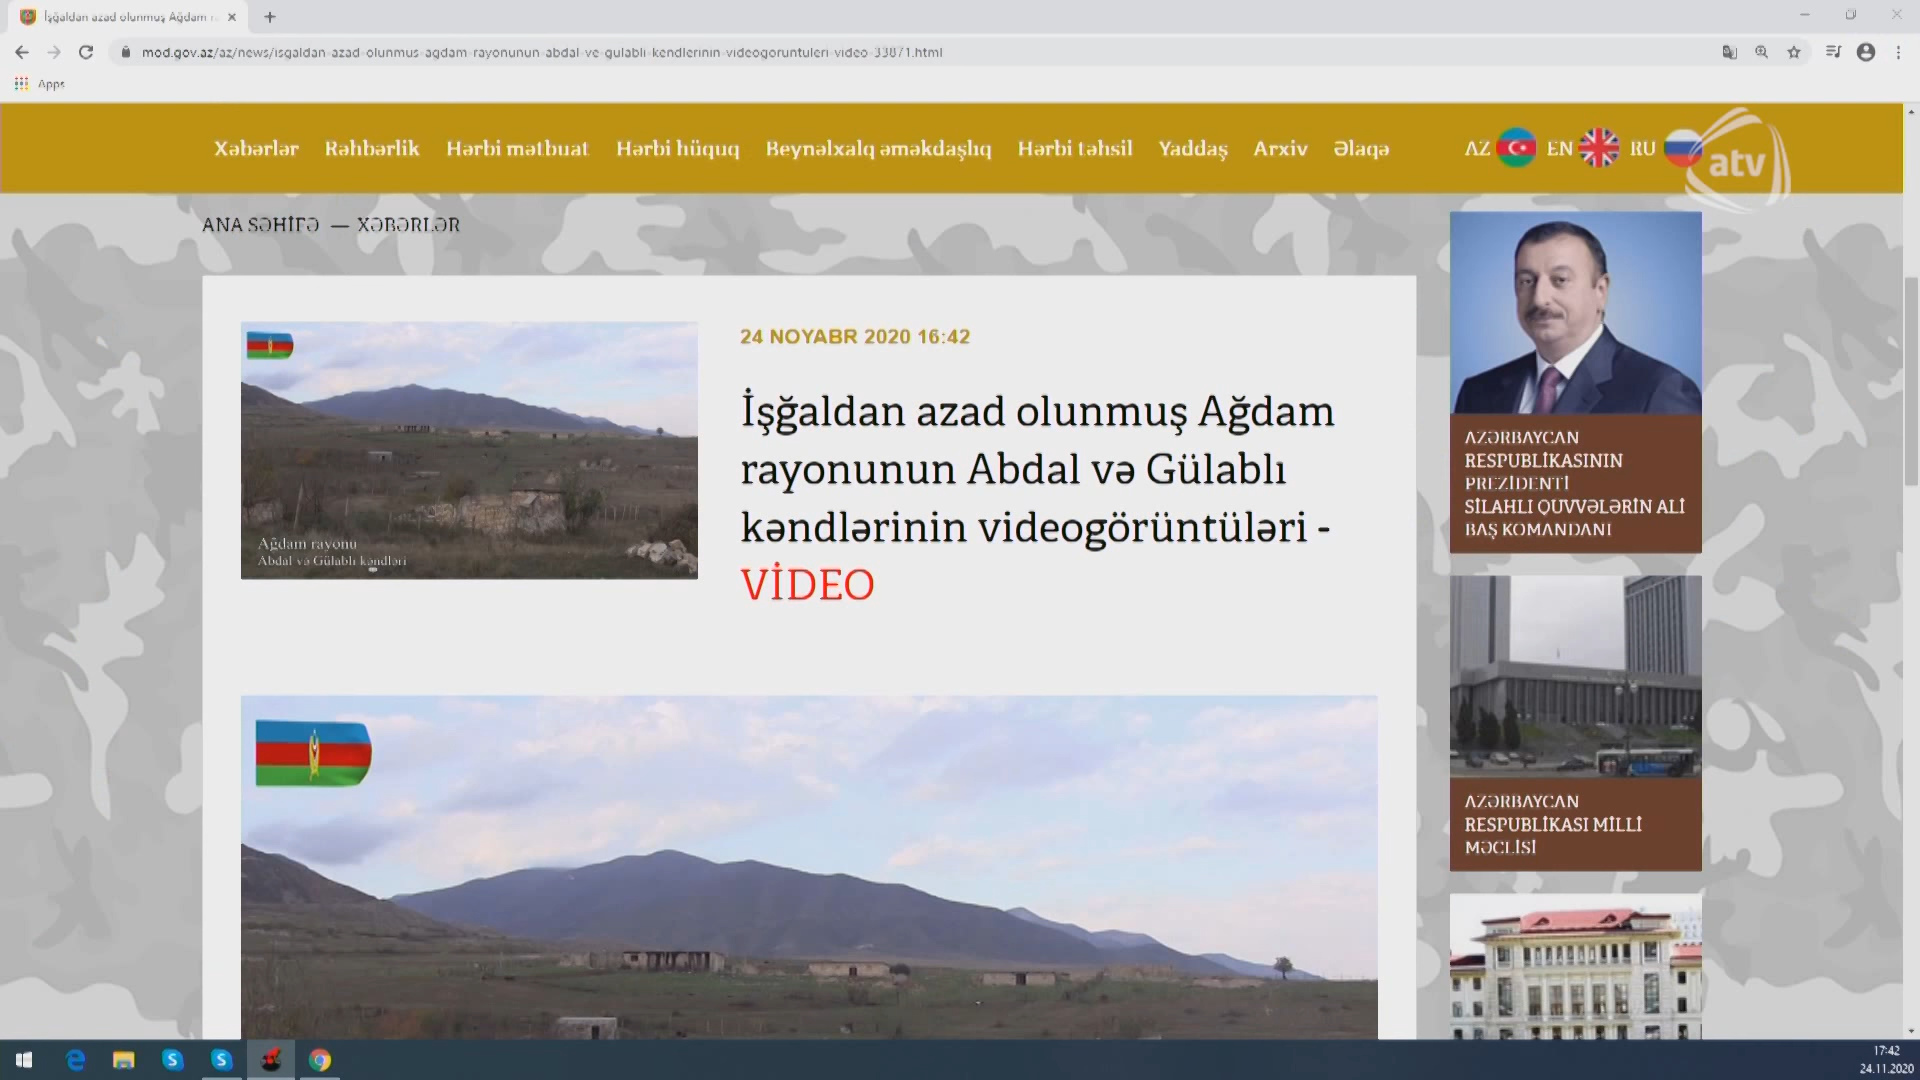 İşğaldan azad olunmuş Ağdam r
mod.gov.az/az/news/isgaldan-azad-olunmus-agdam-rayonunun-abdal-ve-gulabli-kendlerinin-videogoruntuleri-video-33871.html
Apps
Xəbərlər Rəhbərlik Hərbi mətbuat Hərbi hüquq Beynəlxalq əməkdaşlıq Hərbi təhsil Yaddaş Arxiv Əlaqə AZ EN RU
atv
ANA SƏHİFƏ — XƏBƏRLƏR
24 NOYABR 2020 16:42
İşğaldan azad olunmuş Ağdam
rayonunun Abdal və Gülablı
kəndlərinin videogörüntüləri -
VİDEO
Ağdam rayonu
Abdal və Gülablı kəndləri
AZƏRBAYCAN
RESPUBLİKASININ
PREZİDENTİ
SİLAHLI QUVVƏLƏRİN ALİ
BAŞ KOMANDANI
AZƏRBAYCAN
RESPUBLİKASI MİLLİ
MƏCLİSİ
17:42
24.11.2020